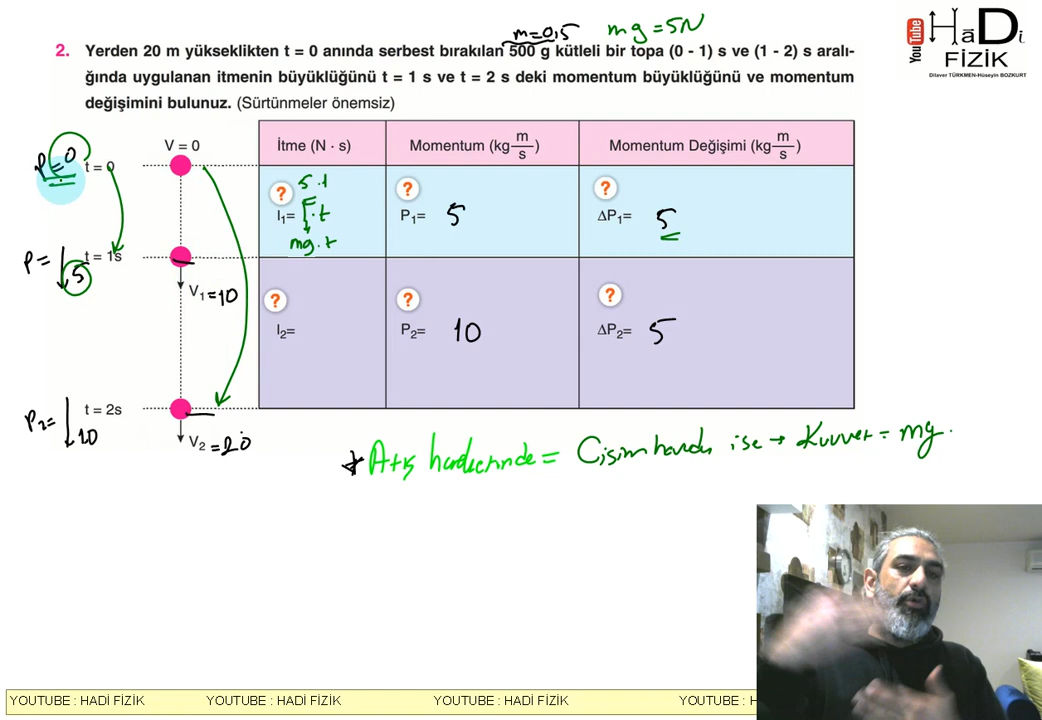 m=0,5 mg=5N
2. Yerden 20 m yükseklikten t = 0 anında serbest bırakılan 500 g kütleli bir topa (0 - 1) s ve (1 - 2) s aralı-
ğında uygulanan itmenin büyüklüğünü t = 1 s ve t = 2 s deki momentum büyüklüğünü ve momentum
değişimini bulunuz. (Sürtünmeler önemsiz)
YouTube HāDi
FİZİK
Dilaver TÜRKMEN-Hüseyin BOZKURT
V = 0
P=0 t = 0
P= 5 t = 1s
V₁=10
P₂= 20 t = 2s
V₂=20
İtme (N · s) Momentum (kg m/s) Momentum Değişimi (kg m/s)
? 5.1 ? ?
I₁= F.t P₁= 5 ΔP₁= 5
mg.t
? ? ?
I₂= P₂= 10 ΔP₂= 5
* Atış hareketinde = Cisim havada ise → Kuvvet = mg.
YOUTUBE : HADİ FİZİK YOUTUBE : HADİ FİZİK YOUTUBE : HADİ FİZİK YOUTUBE : H